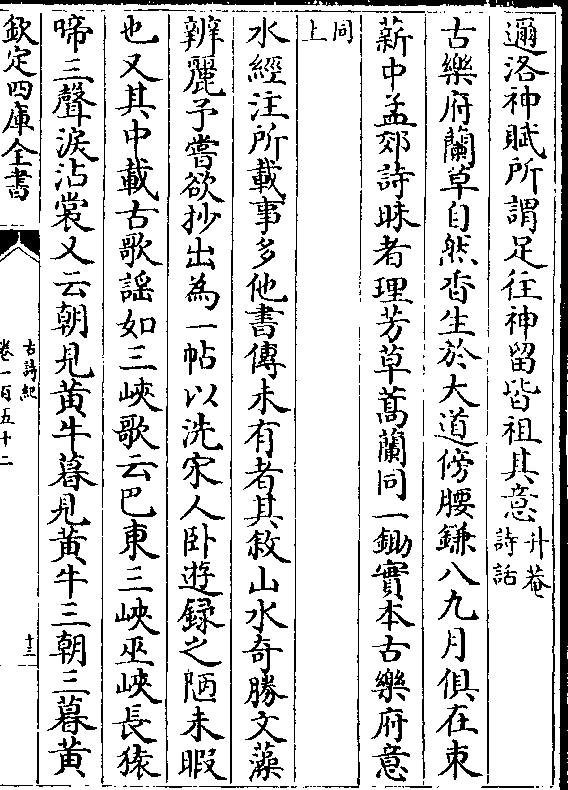 邇洛神賦所謂足往神留皆祖其意升菴
詩話
古樂府蘭草自然香生於大道傍腰鎌八九月俱在束
薪中孟郊詩昧者理芳草蒿蘭同一鋤實本古樂府意
同
上
水經注所載事多他書傳未有者其敘山水奇勝文藻
辨麗予嘗欲抄出為一帖以洗宋人卧遊録之陋未暇
也又其中載古歌謡如三峽歌云巴東三峽巫峽長猿
啼三聲淚沾裳又云朝見黄牛暮見黄牛三朝三暮黄
欽定四庫全書
古詩紀
卷一百五十二
十三